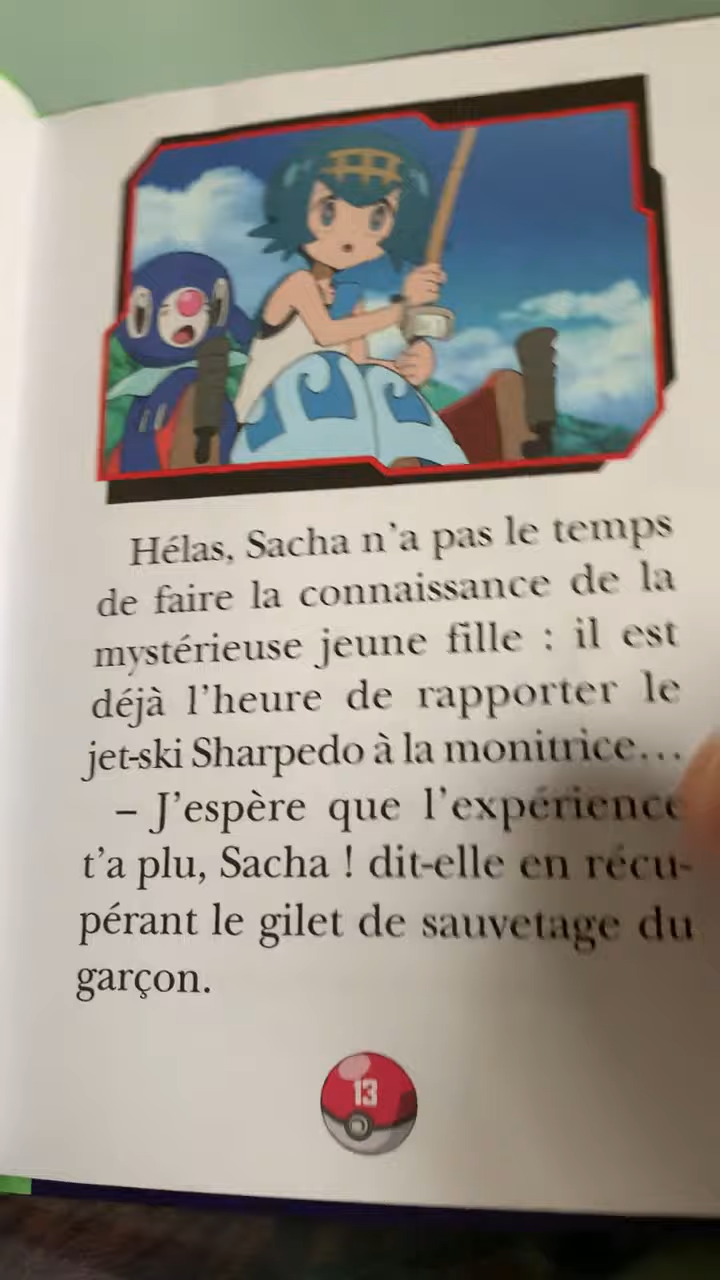 Hélas, Sacha n'a pas le temps
de faire la connaissance de la
mystérieuse jeune fille : il est
déjà l'heure de rapporter le
jet-ski Sharpedo à la monitrice...
– J'espère que l'expérience
t'a plu, Sacha ! dit-elle en récu-
pérant le gilet de sauvetage du
garçon.
13